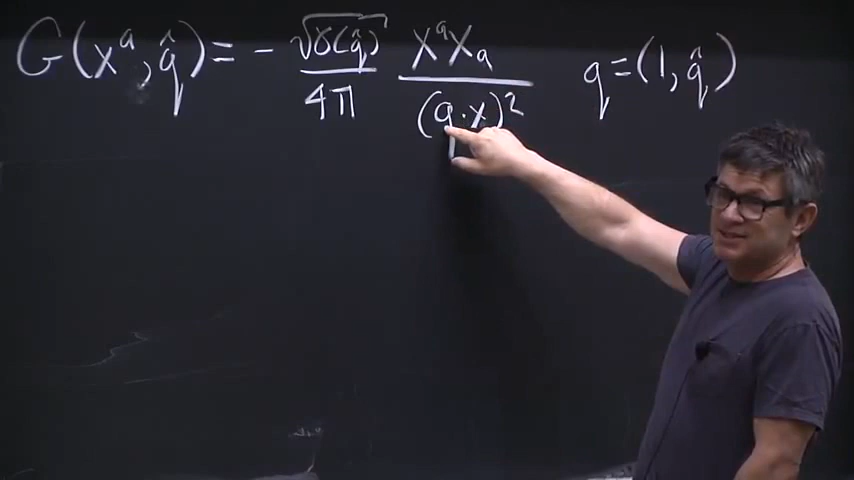 G(x^a, q̂) = - √γ(q̂)/4π x^a x_a/(q·x)^2 q = (1, q̂)